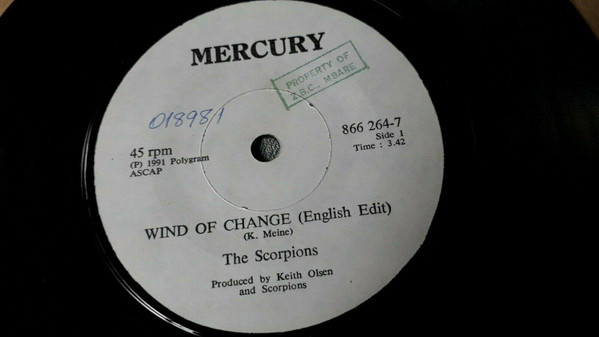 MERCURY
PROPERTY OF
Z.B.C., MBARE
018981
866 264-7
Side 1
Time : 3.42
45 rpm
(P) 1991 Polygram
ASCAP
WIND OF CHANGE (English Edit)
(K. Meine)
The Scorpions
Produced by Keith Olsen
and Scorpions